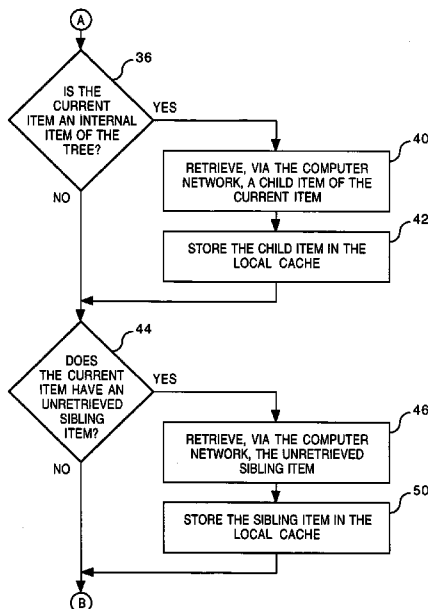 A
36
IS THE
CURRENT
ITEM AN INTERNAL
ITEM OF THE
TREE?
YES
NO
40
RETRIEVE, VIA THE COMPUTER
NETWORK, A CHILD ITEM OF THE
CURRENT ITEM
42
STORE THE CHILD ITEM IN THE
LOCAL CACHE
44
DOES
THE CURRENT
ITEM HAVE AN
UNRETRIEVED
SIBLING
ITEM?
YES
NO
46
RETRIEVE, VIA THE COMPUTER
NETWORK, THE UNRETRIEVED
SIBLING ITEM
50
STORE THE SIBLING ITEM IN THE
LOCAL CACHE
B